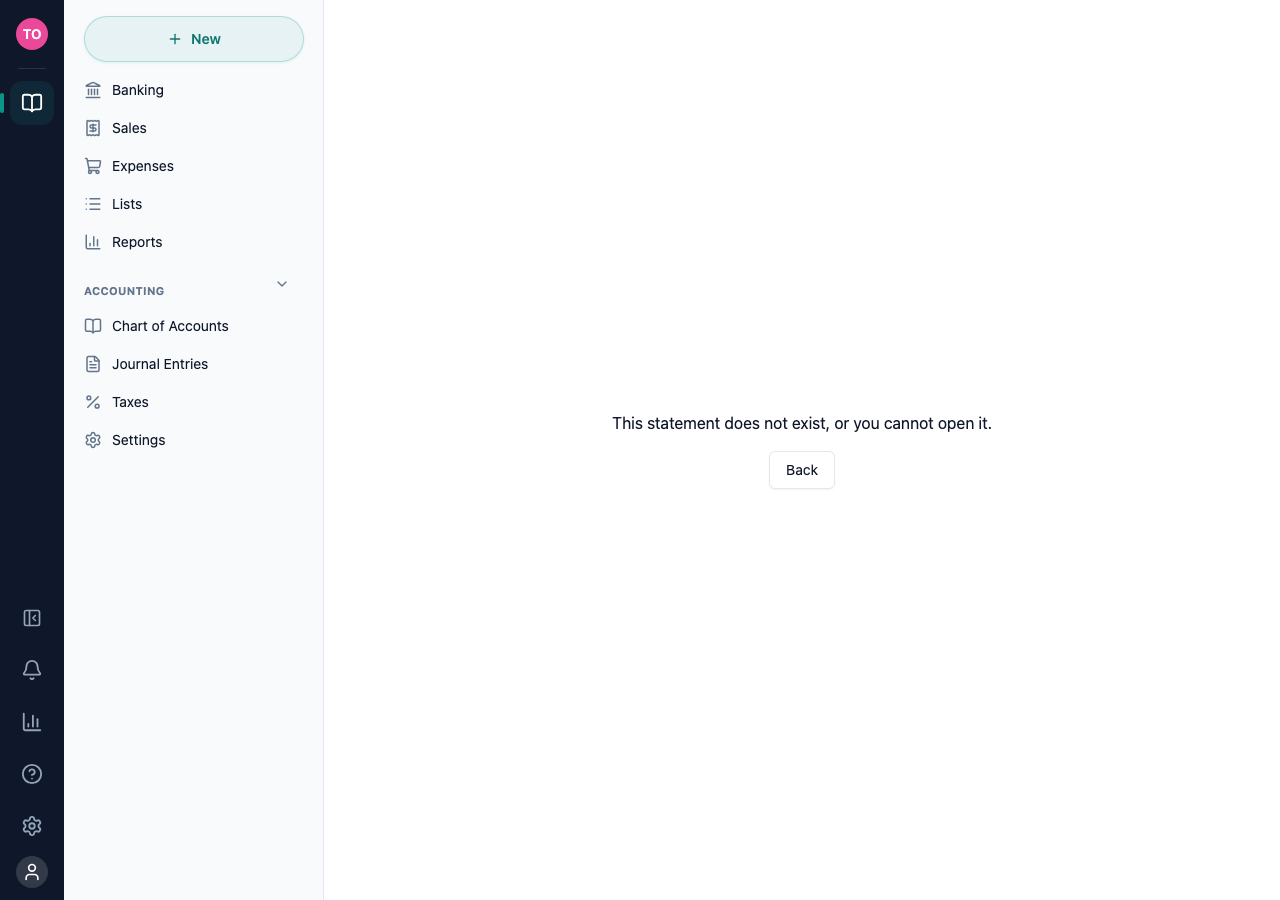 TO
New
Banking
Sales
Expenses
Lists
Reports
ACCOUNTING
Chart of Accounts
Journal Entries
Taxes
Settings
This statement does not exist, or you cannot open it.
Back